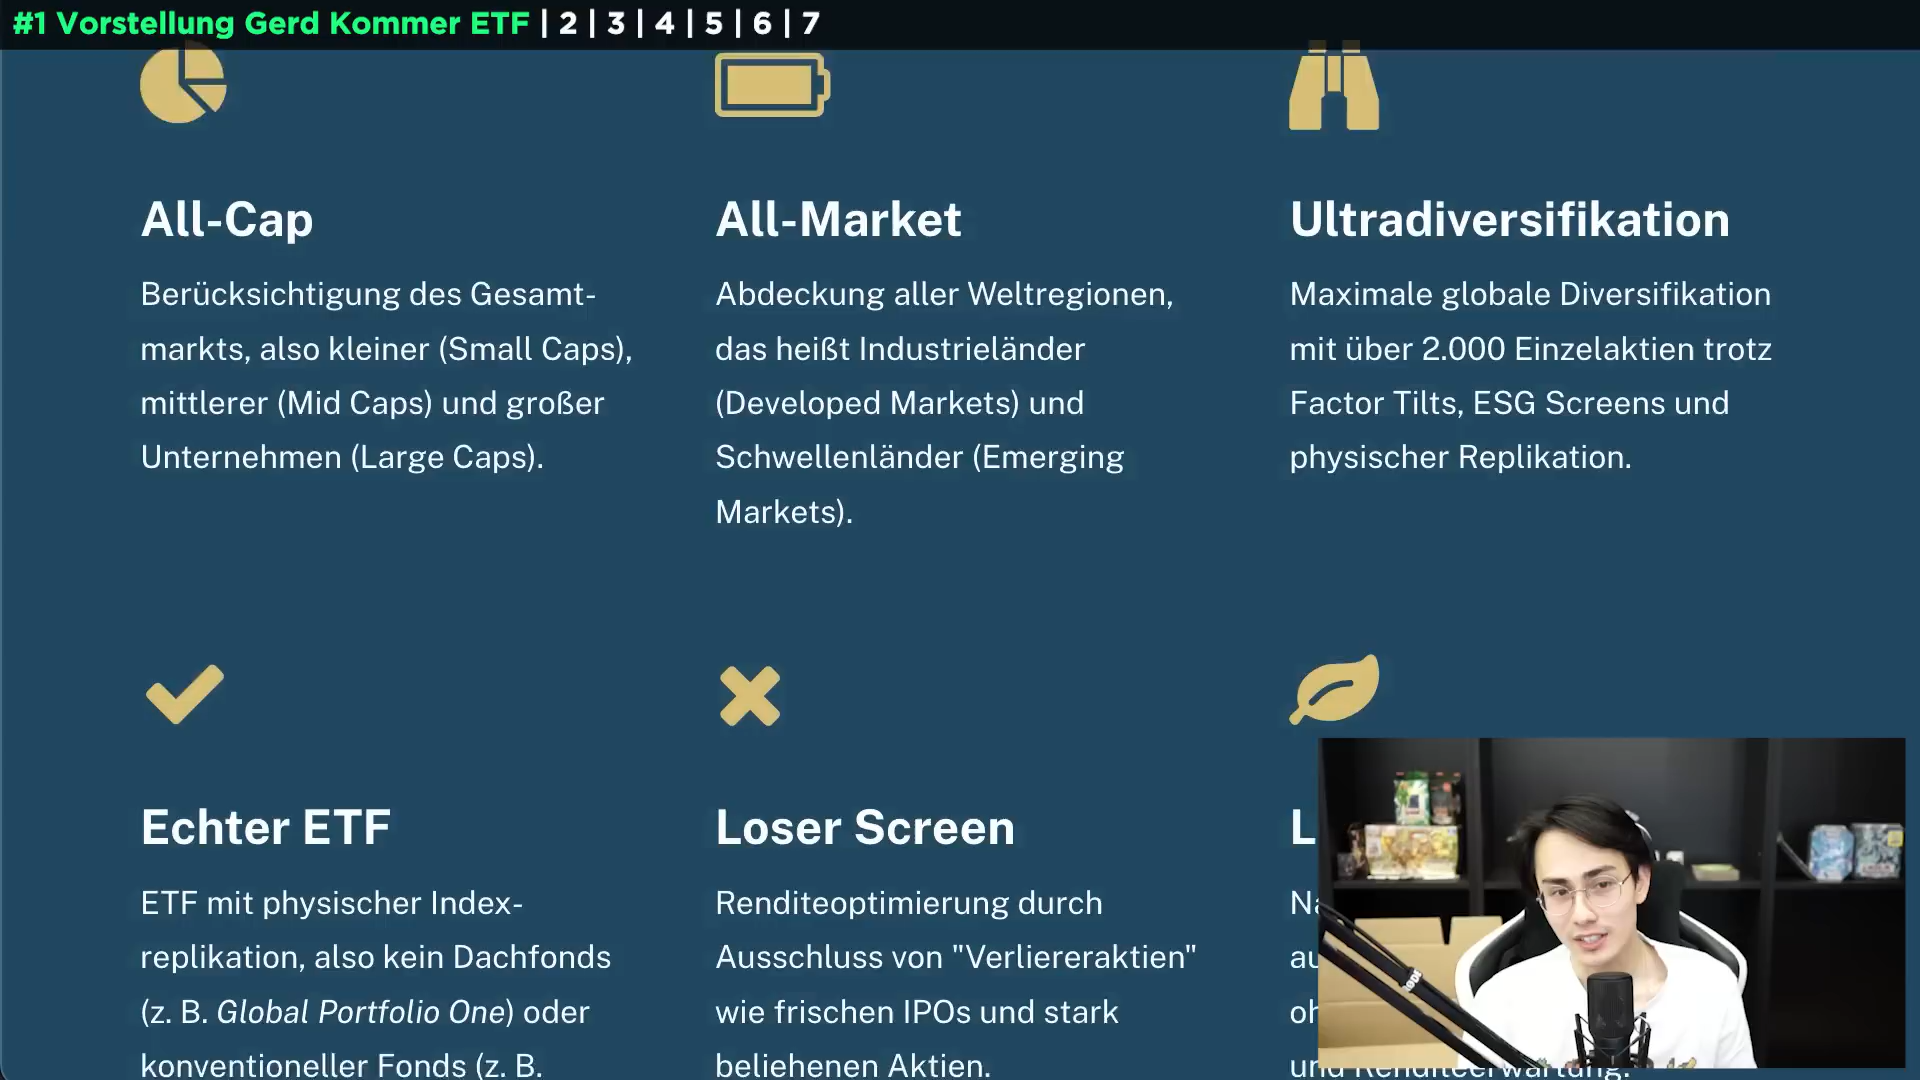 #1 Vorstellung Gerd Kommer ETF | 2 | 3 | 4 | 5 | 6 | 7
All-Cap
Berücksichtigung des Gesamt-
markts, also kleiner (Small Caps),
mittlerer (Mid Caps) und großer
Unternehmen (Large Caps).
All-Market
Abdeckung aller Weltregionen,
das heißt Industrieländer
(Developed Markets) und
Schwellenländer (Emerging
Markets).
Ultradiversifikation
Maximale globale Diversifikation
mit über 2.000 Einzelaktien trotz
Factor Tilts, ESG Screens und
physischer Replikation.
Echter ETF
ETF mit physischer Index-
replikation, also kein Dachfonds
(z. B. Global Portfolio One) oder
konventioneller Fonds (z. B.
Loser Screen
Renditeoptimierung durch
Ausschluss von "Verliereraktien"
wie frischen IPOs und stark
beliehenen Aktien.
und Renditeerwartung.
RØDE